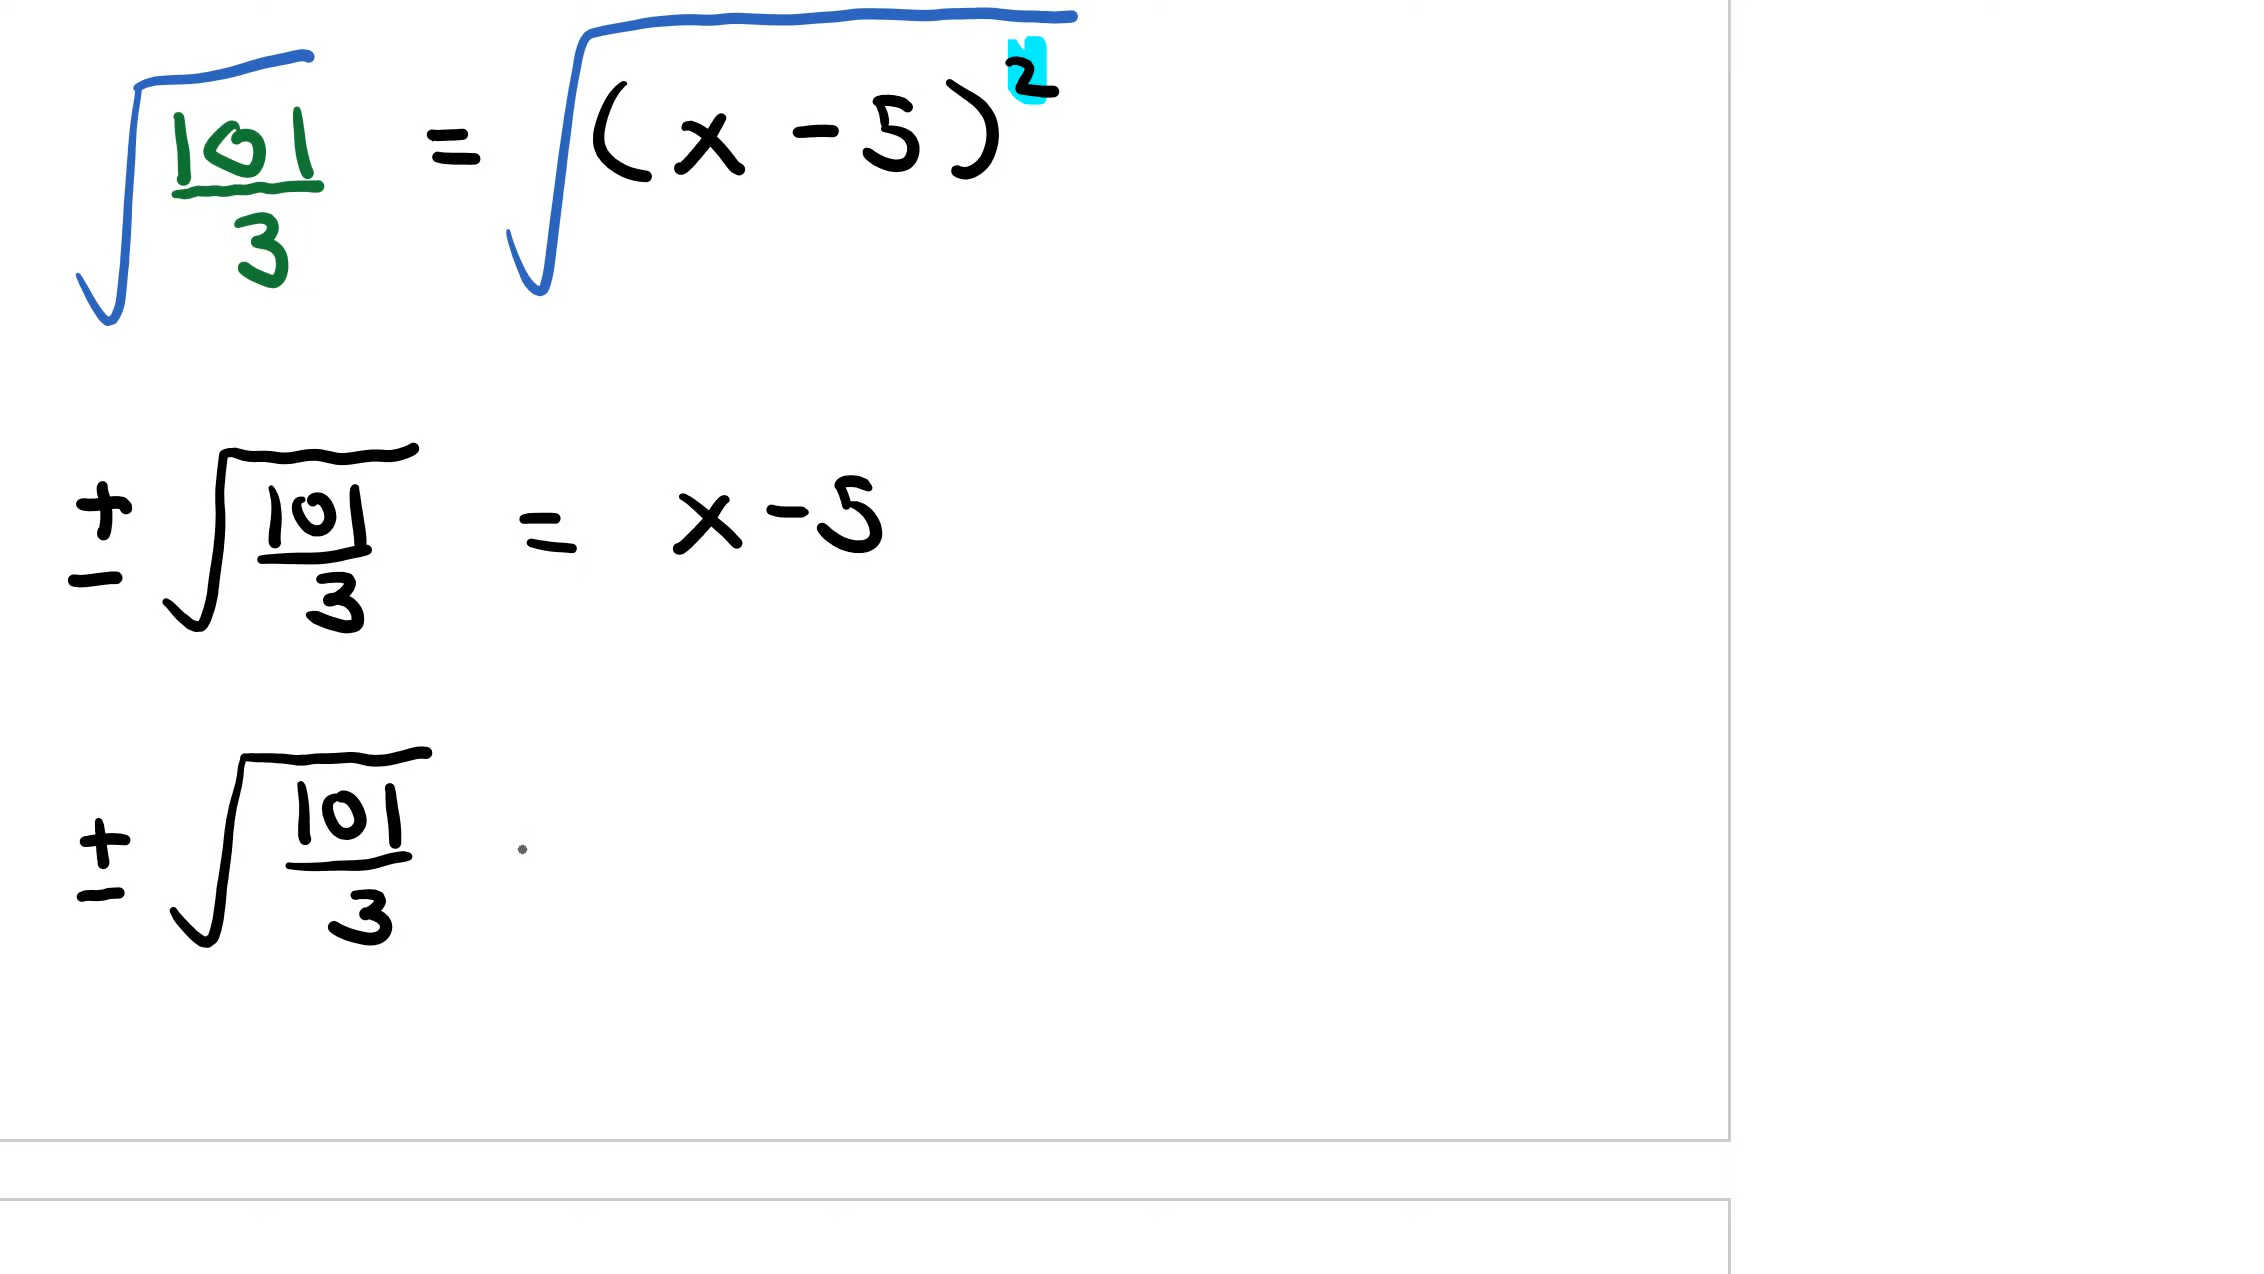 √(101/3) = √((x - 5)²)
± √(101/3) = x - 5
± √(101/3)